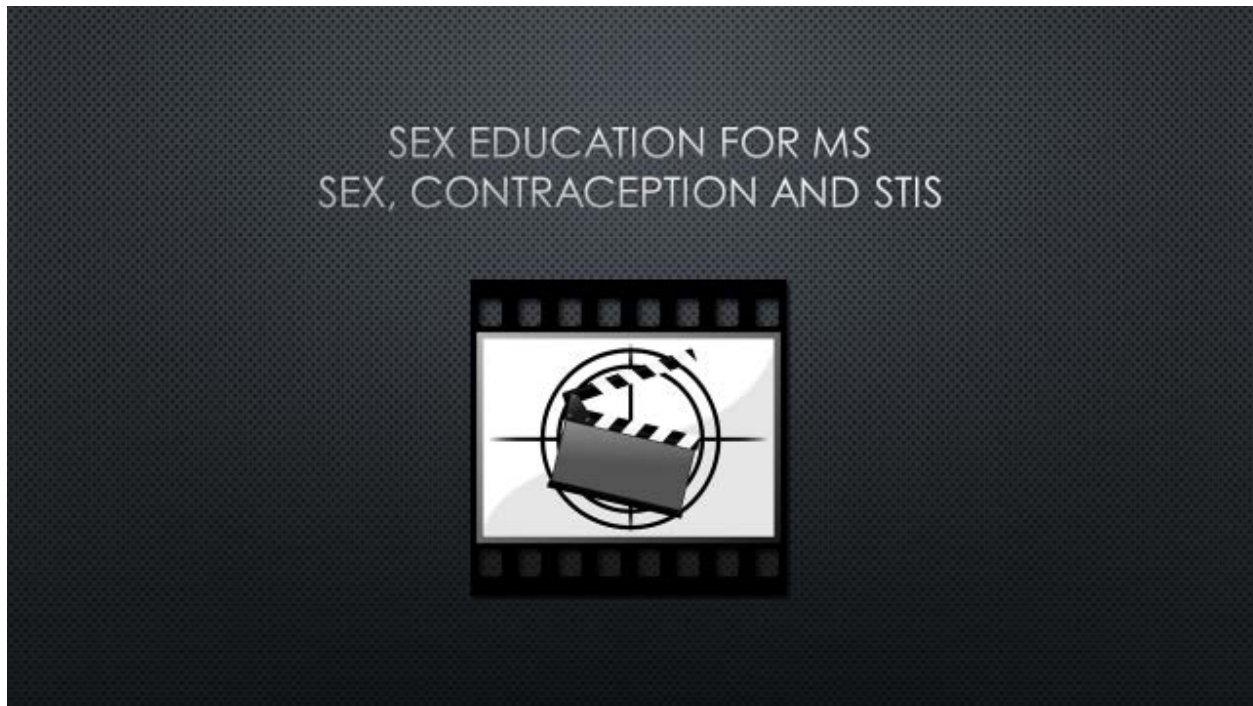 SEX EDUCATION FOR MS
SEX, CONTRACEPTION AND STIS